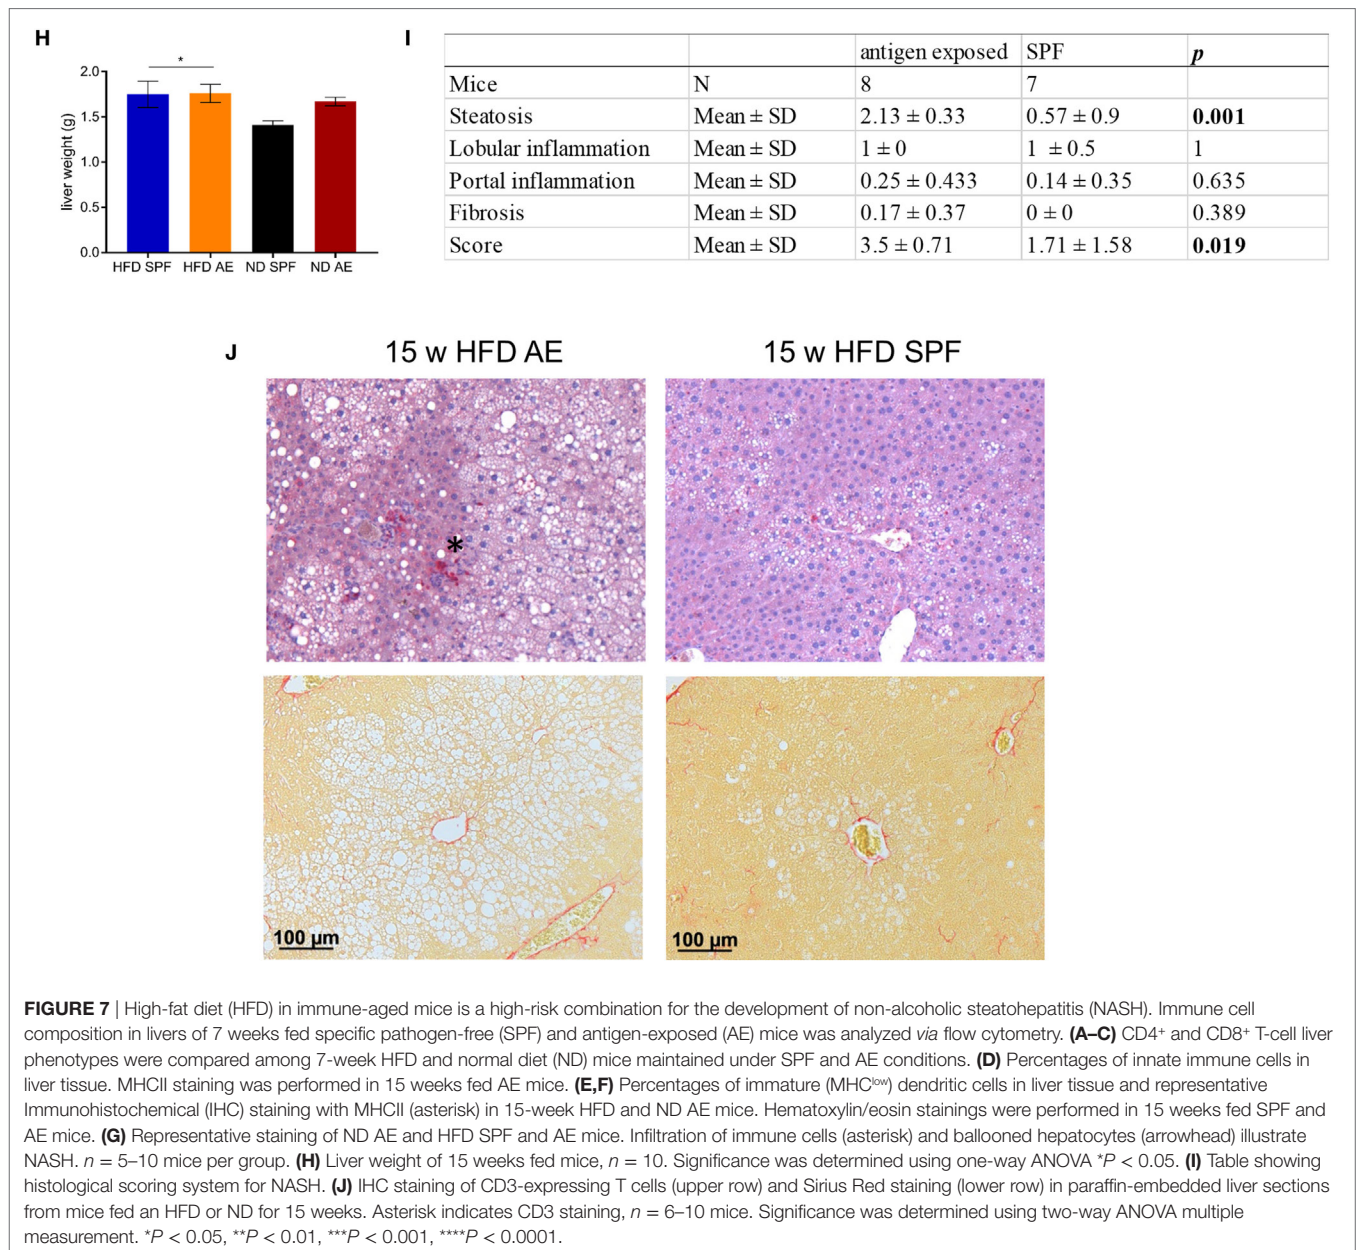 H
I
*
2.0
1.5
1.0
0.5
0.0
liver weight (g)
HFD SPF HFD AE ND SPF ND AE
antigen exposed SPF p
Mice N 8 7
Steatosis Mean ± SD 2.13 ± 0.33 0.57 ± 0.9 0.001
Lobular inflammation Mean ± SD 1 ± 0 1 ± 0.5 1
Portal inflammation Mean ± SD 0.25 ± 0.433 0.14 ± 0.35 0.635
Fibrosis Mean ± SD 0.17 ± 0.37 0 ± 0 0.389
Score Mean ± SD 3.5 ± 0.71 1.71 ± 1.58 0.019
J
15 w HFD AE 15 w HFD SPF
*
100 µm 100 µm
FIGURE 7 | High-fat diet (HFD) in immune-aged mice is a high-risk combination for the development of non-alcoholic steatohepatitis (NASH). Immune cell
composition in livers of 7 weeks fed specific pathogen-free (SPF) and antigen-exposed (AE) mice was analyzed via flow cytometry. (A–C) CD4⁺ and CD8⁺ T-cell liver
phenotypes were compared among 7-week HFD and normal diet (ND) mice maintained under SPF and AE conditions. (D) Percentages of innate immune cells in
liver tissue. MHCII staining was performed in 15 weeks fed AE mice. (E,F) Percentages of immature (MHCˡᵒʷ) dendritic cells in liver tissue and representative
Immunohistochemical (IHC) staining with MHCII (asterisk) in 15-week HFD and ND AE mice. Hematoxylin/eosin stainings were performed in 15 weeks fed SPF and
AE mice. (G) Representative staining of ND AE and HFD SPF and AE mice. Infiltration of immune cells (asterisk) and ballooned hepatocytes (arrowhead) illustrate
NASH. n = 5–10 mice per group. (H) Liver weight of 15 weeks fed mice, n = 10. Significance was determined using one-way ANOVA *P < 0.05. (I) Table showing
histological scoring system for NASH. (J) IHC staining of CD3-expressing T cells (upper row) and Sirius Red staining (lower row) in paraffin-embedded liver sections
from mice fed an HFD or ND for 15 weeks. Asterisk indicates CD3 staining, n = 6–10 mice. Significance was determined using two-way ANOVA multiple
measurement. *P < 0.05, **P < 0.01, ***P < 0.001, ****P < 0.0001.